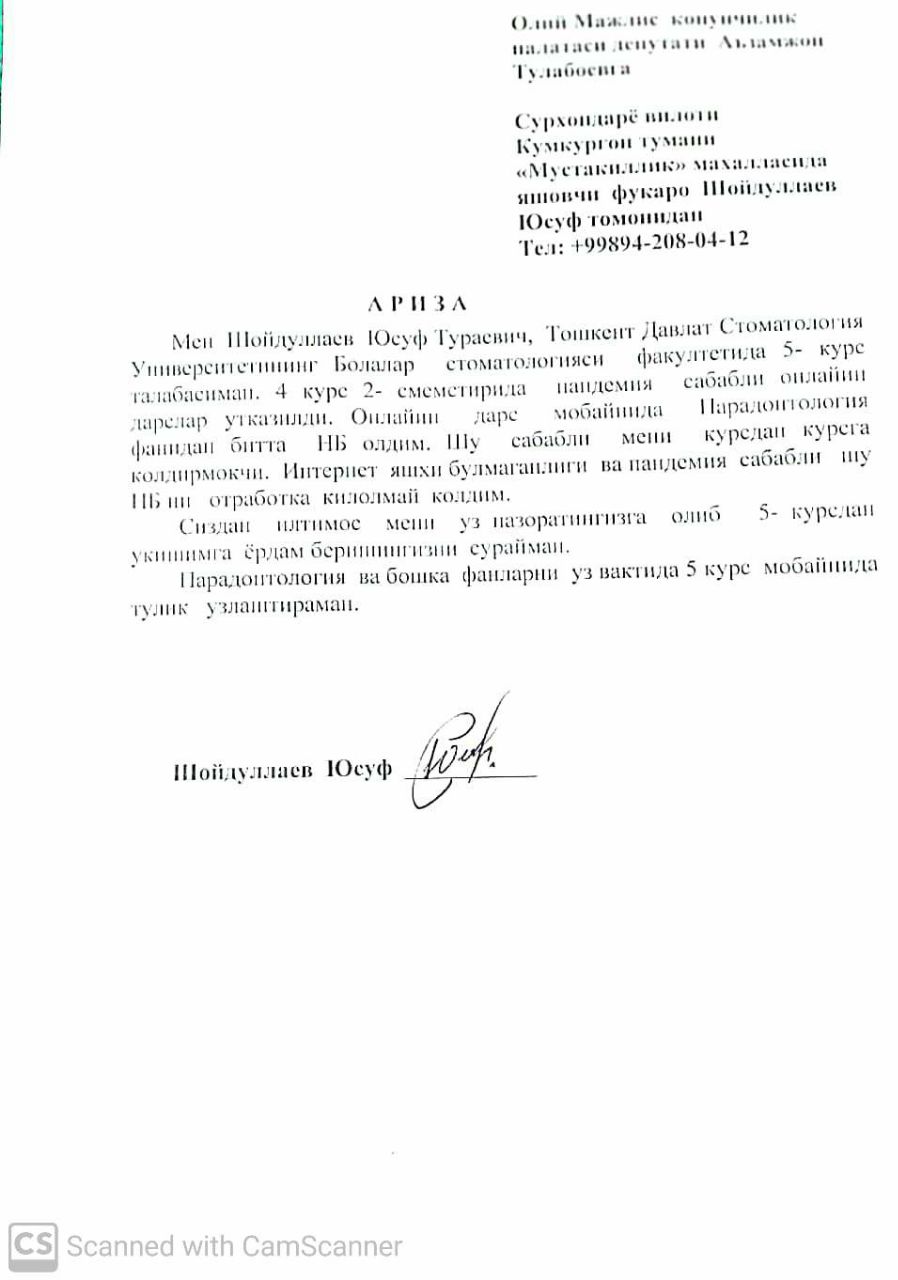 Олий Мажлис конунчилик
палатаси депутати Аъламжон
Тулабоевга
Сурхондарё вилоти
Кумкургон тумани
«Мустакиллик» махалласида
яшовчи фукаро Шойдуллаев
Юсуф томонидан
Тел: +99894-208-04-12
АРИЗА
Мен Шойдуллаев Юсуф Тураевич, Тошкент Давлат Стоматология
Университетининг Болалар стоматологияси факултетида 5- курс
талабасиман. 4 курс 2- смеместирида пандемия сабабли онлайин
дарслар утказилди. Онлайин дарс мобайнида Парадонтология
фанидан битта НБ олдим. Шу сабабли мени курсдан курсга
колдирмокчи. Интернет яшхи булмаганлиги ва пандемия сабабли шу
НБ ни отработка килолмай колдим.
Сиздан илтимос мени уз назоратингизга олиб 5- курсдан
укишимга ёрдам беришингизни сурайман.
Парадонтология ва бошка фанларни уз вактида 5 курс мобайнида
тулик узлаштираман.
Шойдуллаев Юсуф
CS Scanned with CamScanner